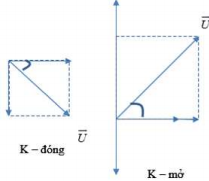 U
U
K – đóng
K – mở